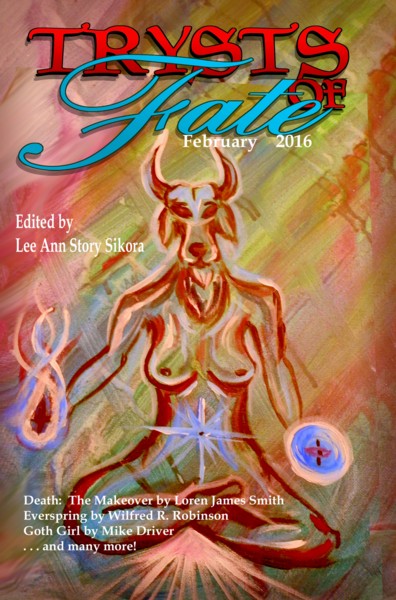 TRYSTS
OF
Fate
February 2016
Edited by
Lee Ann Story Sikora
Death: The Makeover by Loren James Smith
Everspring by Wilfred R. Robinson
Goth Girl by Mike Driver
. . . and many more!